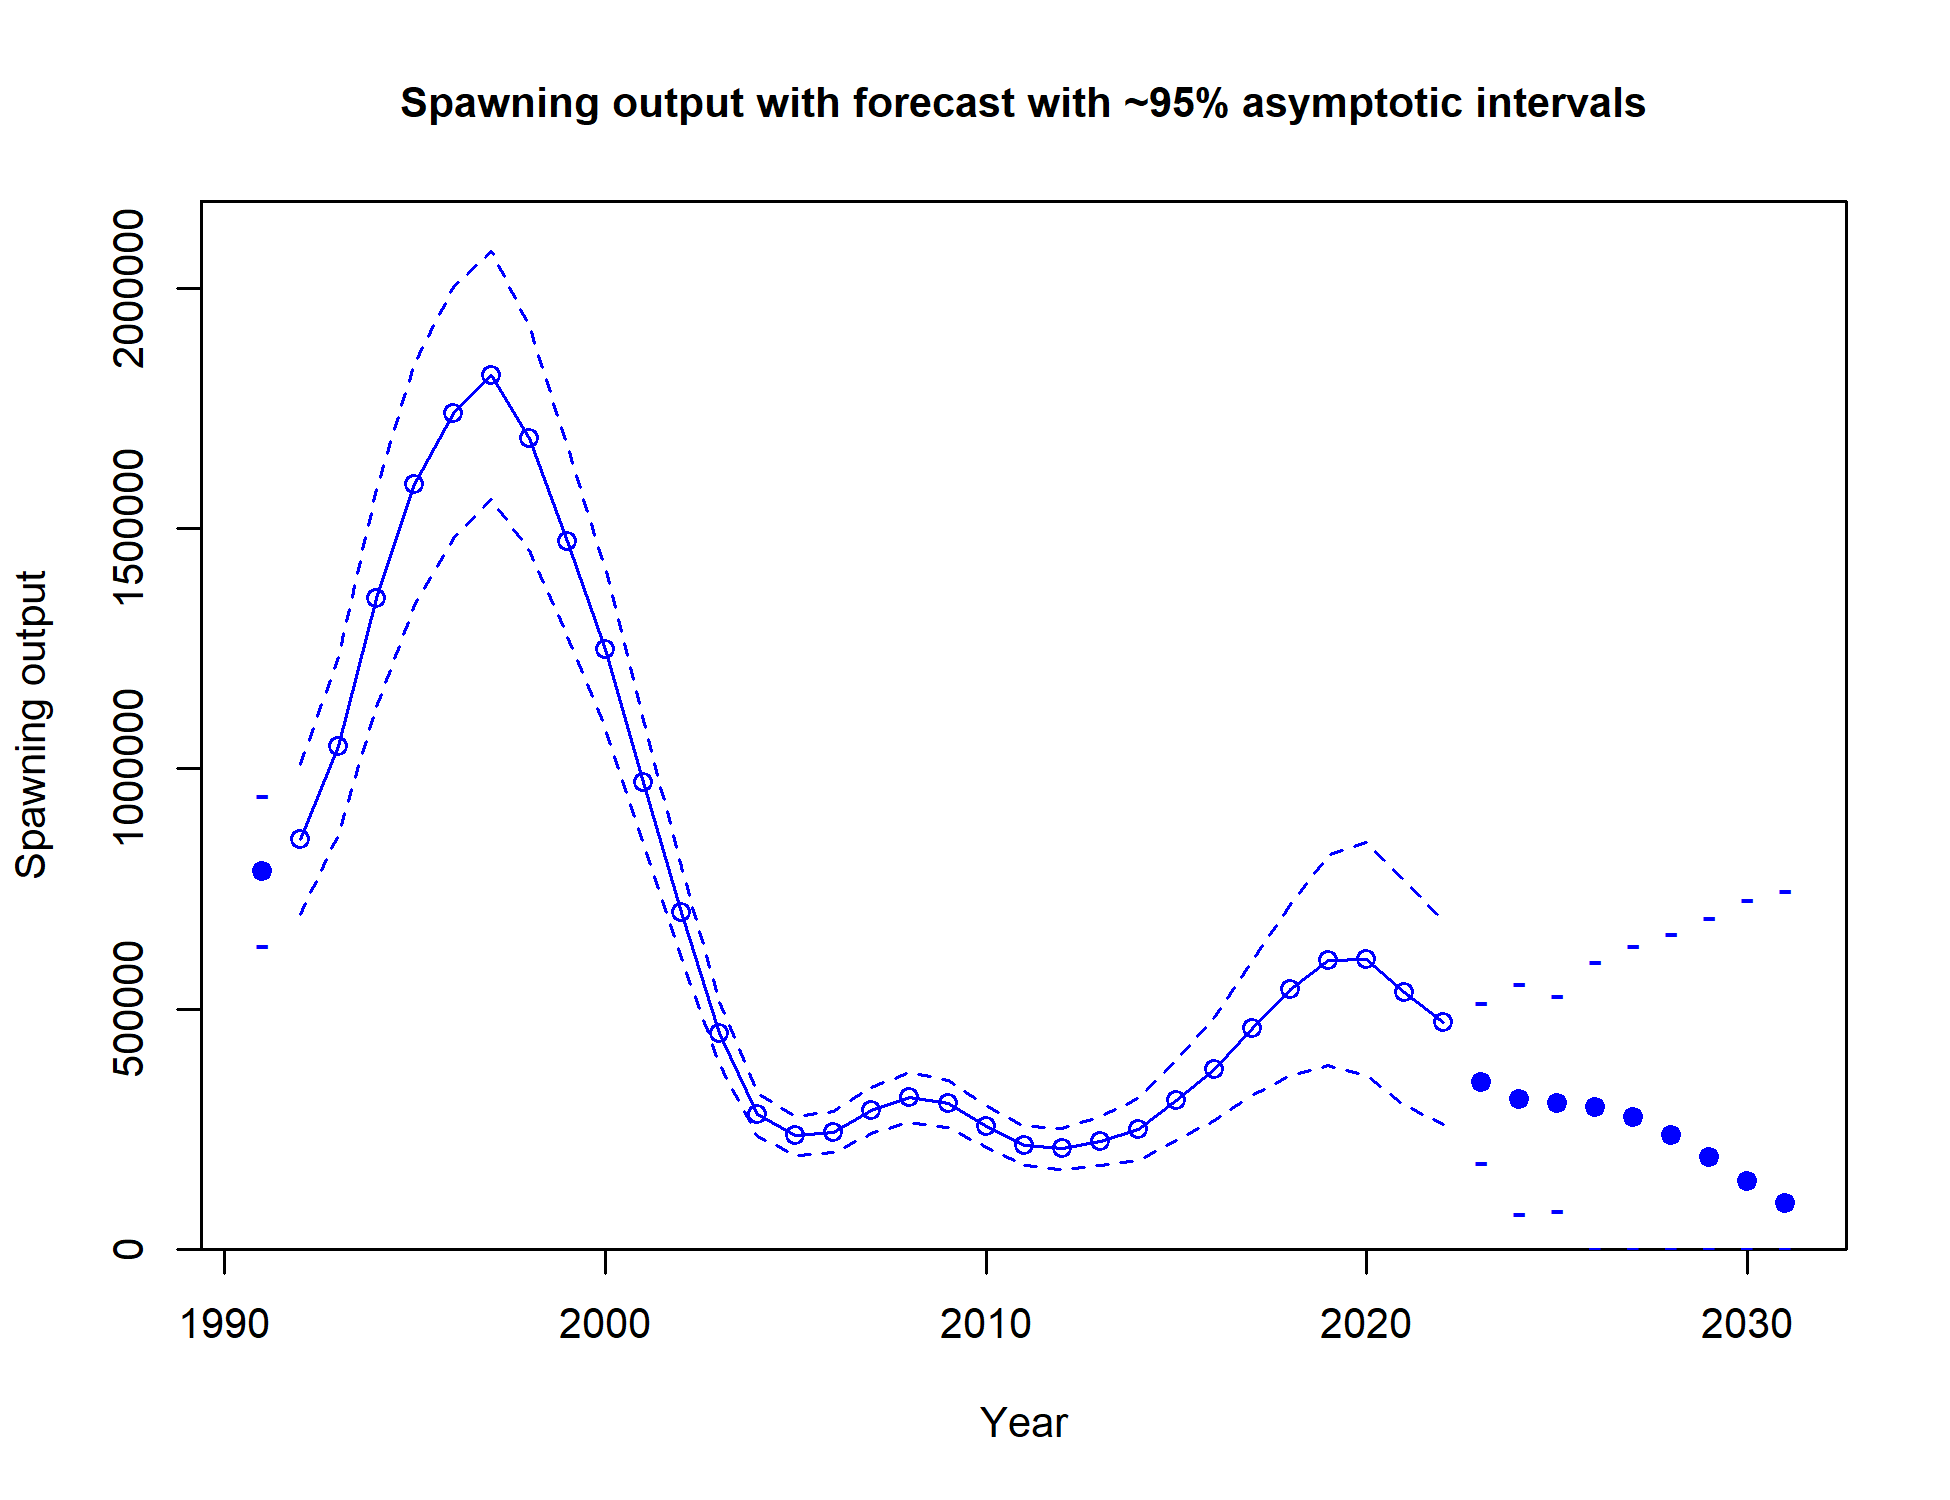 Spawning output with forecast with ~95% asymptotic intervals
Spawning output
2000000
1500000
1000000
500000
0
1990 2000 2010 2020 2030
Year